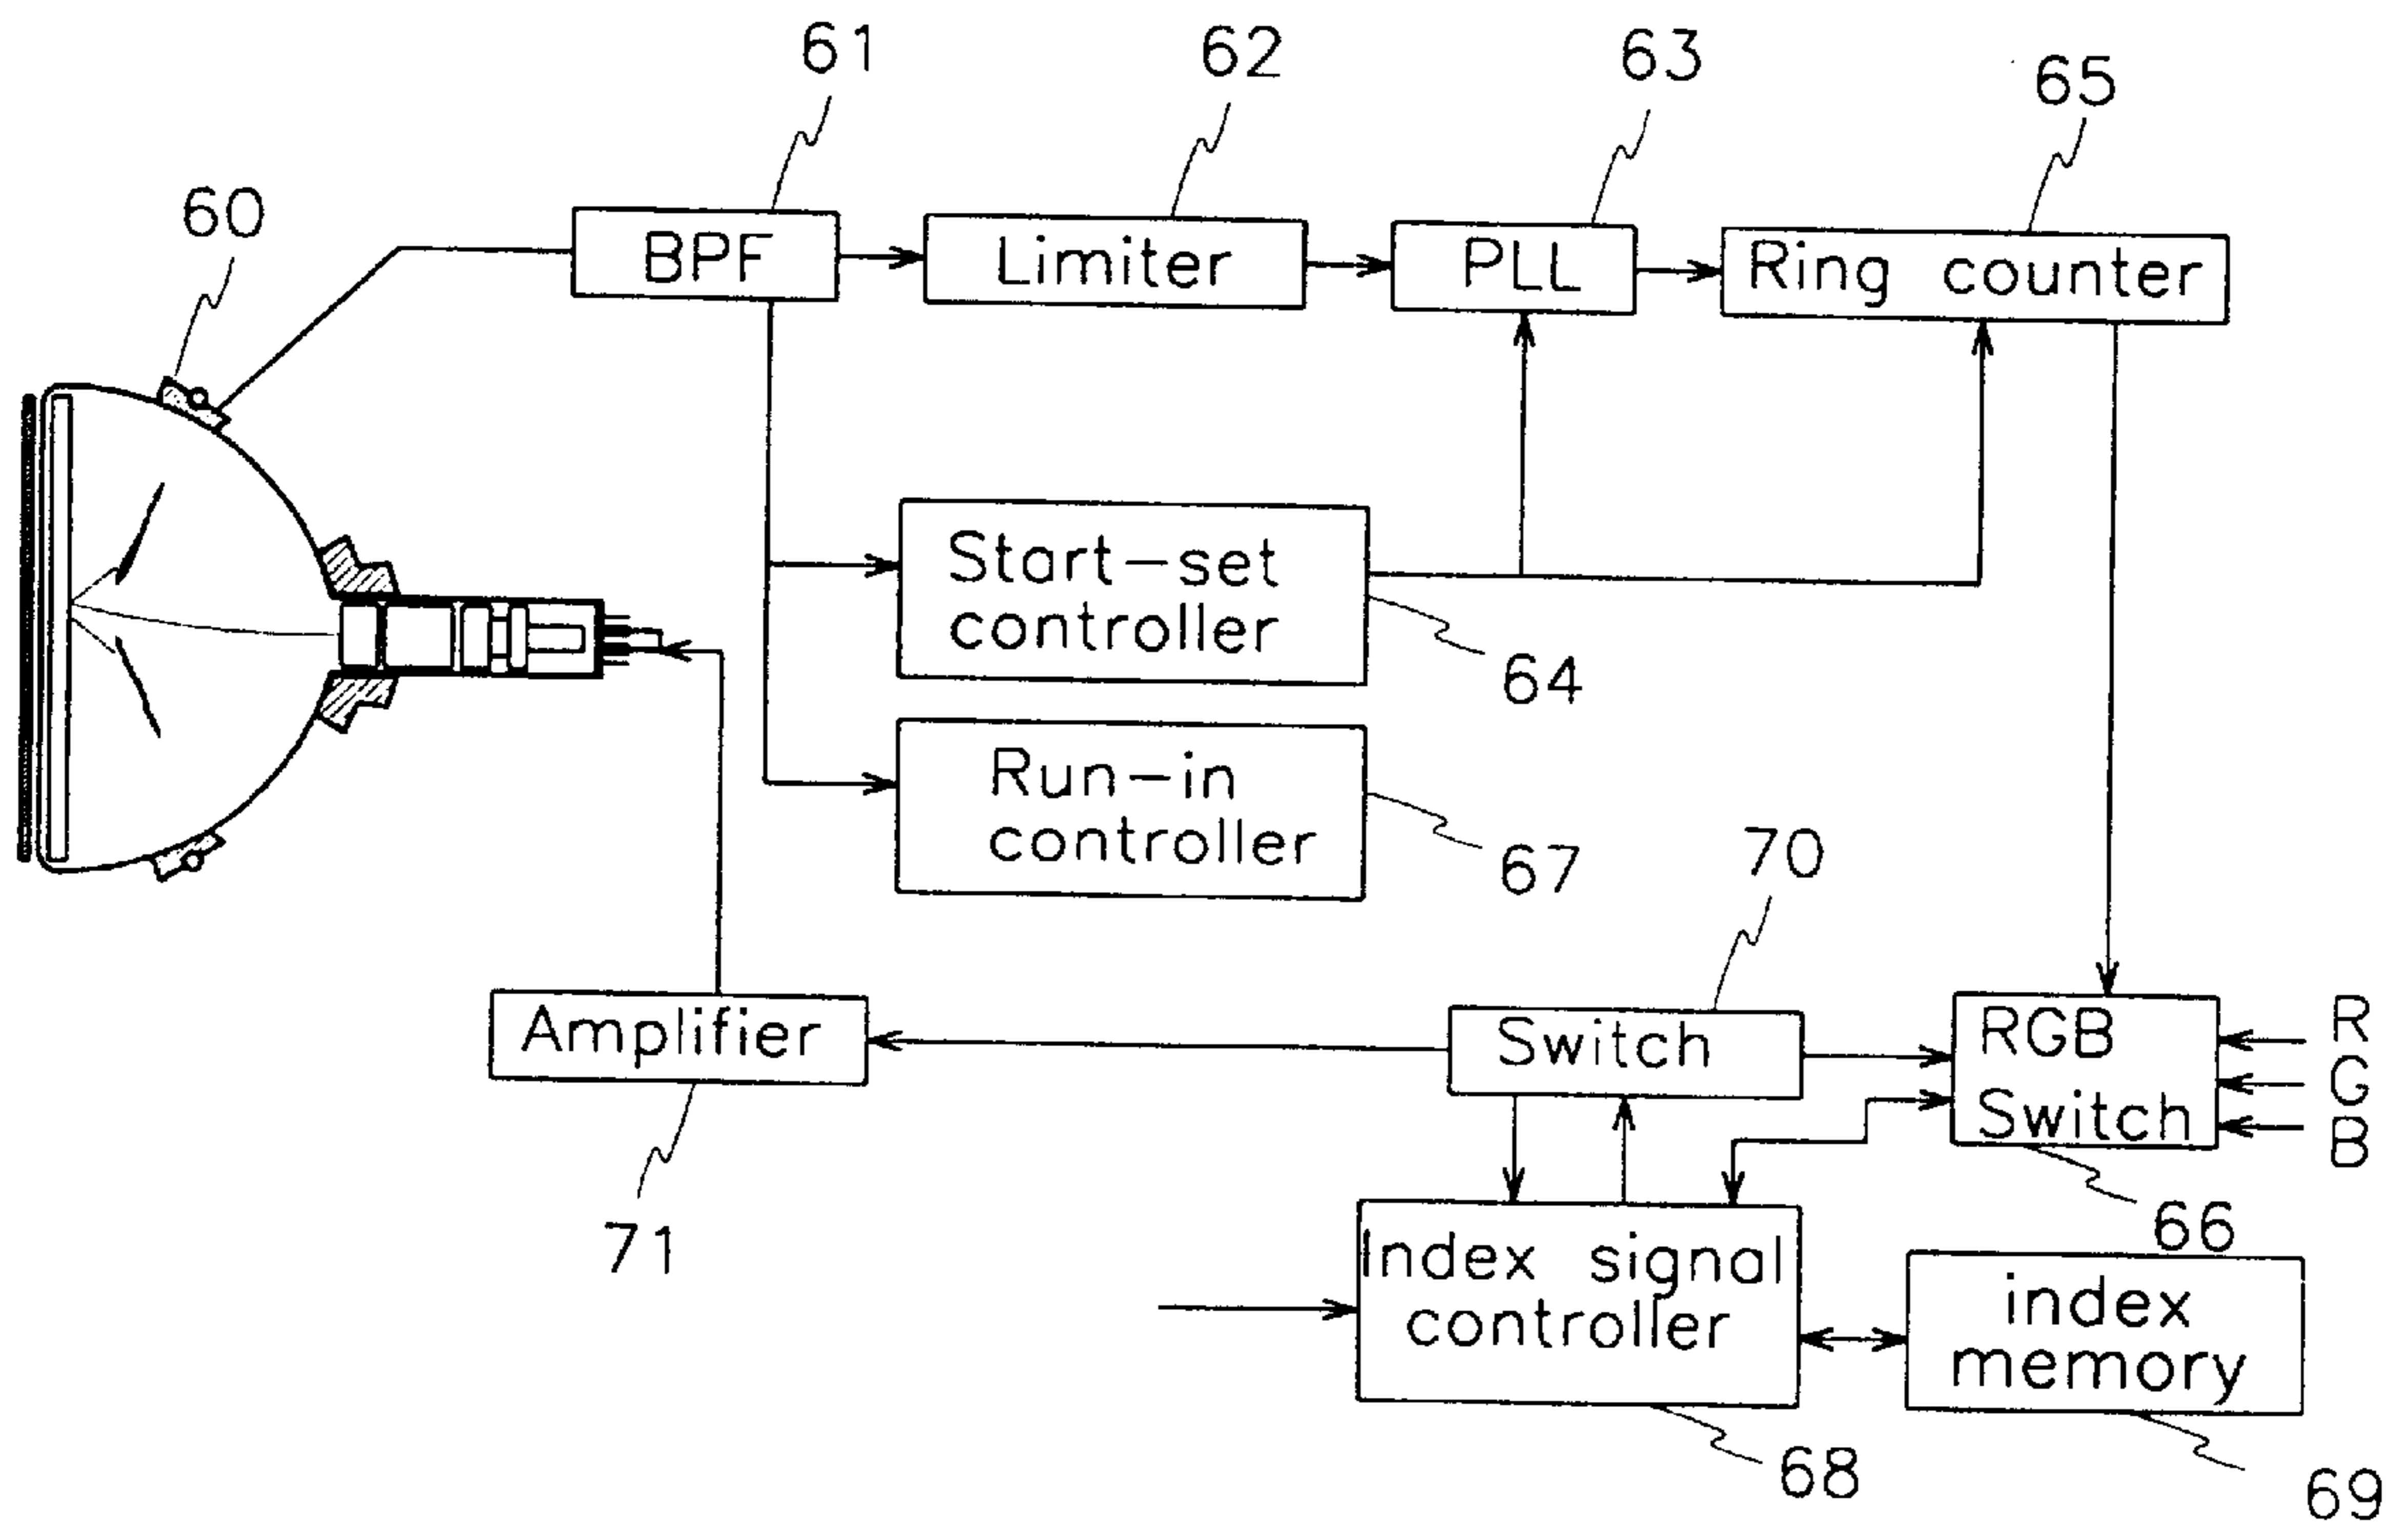 61
62
63
65
60
BPF
Limiter
PLL
Ring counter
Start-set
controller
64
Run-in
controller
67
70
Amplifier
Switch
RGB
Switch
R
G
B
71
66
Index signal
controller
index
memory
68
69